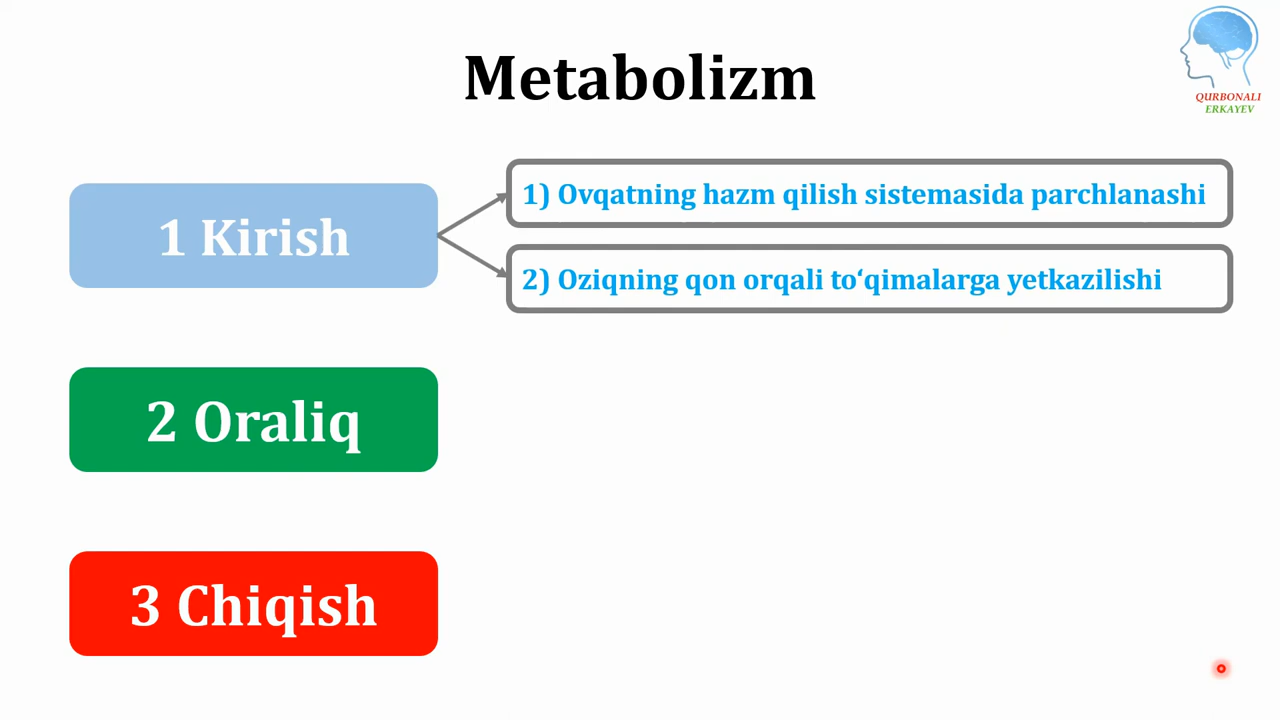 Metabolizm
QURBONALI
ERKAYEV
1 Kirish
1) Ovqatning hazm qilish sistemasida parchlanashi
2) Oziqning qon orqali to‘qimalarga yetkazilishi
2 Oraliq
3 Chiqish